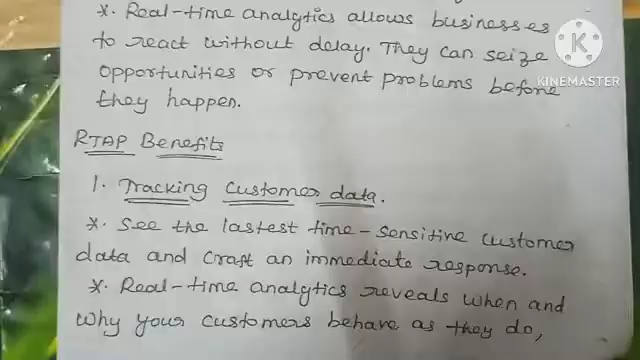 *. Real-time analytics allows businesses
to react without delay. They can seize
opportunities or prevent problems before
they happen.
RTAP Benefits
1. Tracking customer data.
*. See the lastest time-sensitive customer
data and craft an immediate response.
*. Real-time analytics reveals when and
why your customers behave as they do,
K
KINEMASTER